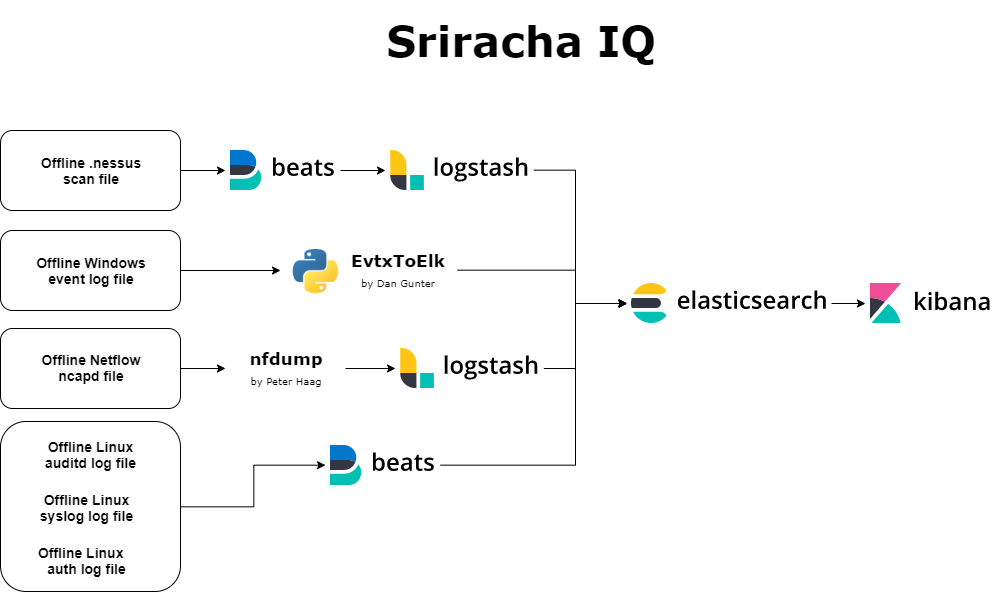 Sriracha IQ
Offline .nessus
scan file
beats
logstash
Offline Windows
event log file
EvtxToElk
by Dan Gunter
elasticsearch
kibana
Offline Netflow
ncapd file
nfdump
by Peter Haag
logstash
Offline Linux
auditd log file
Offline Linux
syslog log file
Offline Linux
auth log file
beats